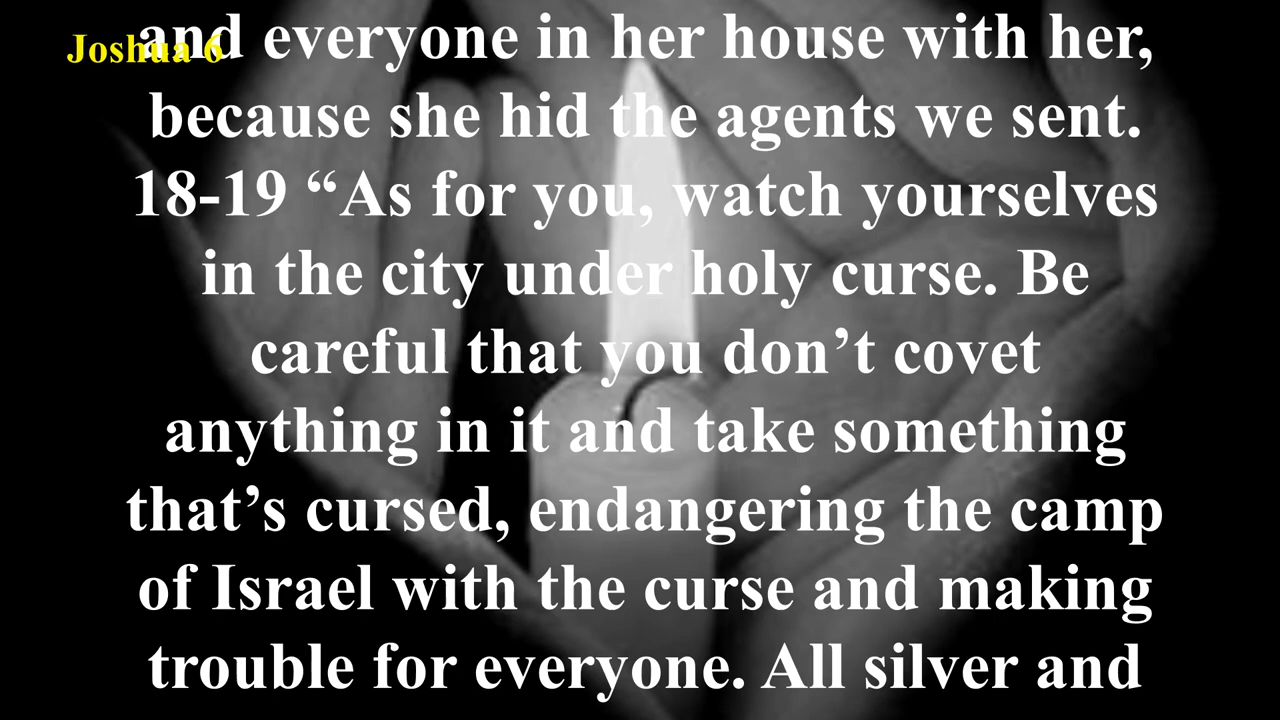 Joshua 6
and everyone in her house with her,
because she hid the agents we sent.
18-19 “As for you, watch yourselves
in the city under holy curse. Be
careful that you don’t covet
anything in it and take something
that’s cursed, endangering the camp
of Israel with the curse and making
trouble for everyone. All silver and